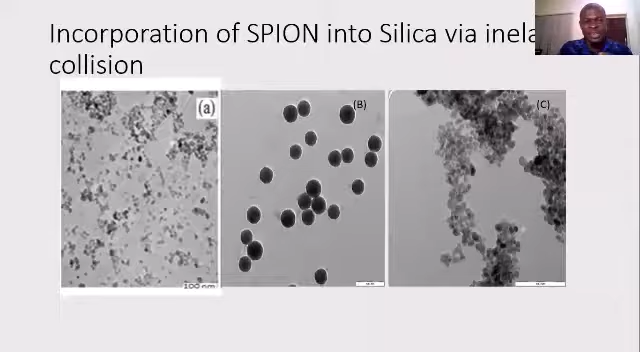 Incorporation of SPION into Silica via inela
collision
(a)
(B)
(C)
100 nm